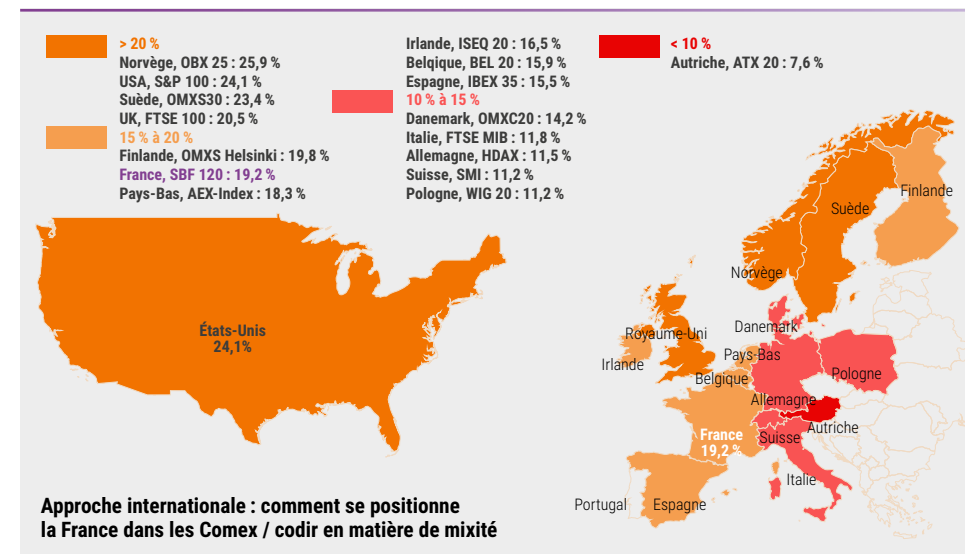 > 20 %
Norvège, OBX 25 : 25,9 %
USA, S&P 100 : 24,1 %
Suède, OMXS30 : 23,4 %
UK, FTSE 100 : 20,5 %
15 % à 20 %
Finlande, OMXS Helsinki : 19,8 %
France, SBF 120 : 19,2 %
Pays-Bas, AEX-Index : 18,3 %
Irlande, ISEQ 20 : 16,5 %
Belqique, BEL 20 : 15,9 %
Espagne, IBEX 35 : 15,5 %
10 % à 15 %
Danemark, OMXC20 : 14,2 %
Italie, FTSE MIB : 11,8 %
Allemagne, HDAX : 11,5 %
Suisse, SMI : 11,2 %
Pologne, WIG 20 : 11,2 %
< 10 %
Autriche, ATX 20 : 7,6 %
États-Unis
24,1%
Finlande
Suède
Norvège
Danemark
Royaume-Uni
Irlande
Pays-Bas
Belgique
Pologne
Allemagne
Autriche
France
19,2 %
Suisse
Italie
Portugal
Espagne
Approche internationale : comment se positionne
la France dans les Comex / codir en matière de mixité